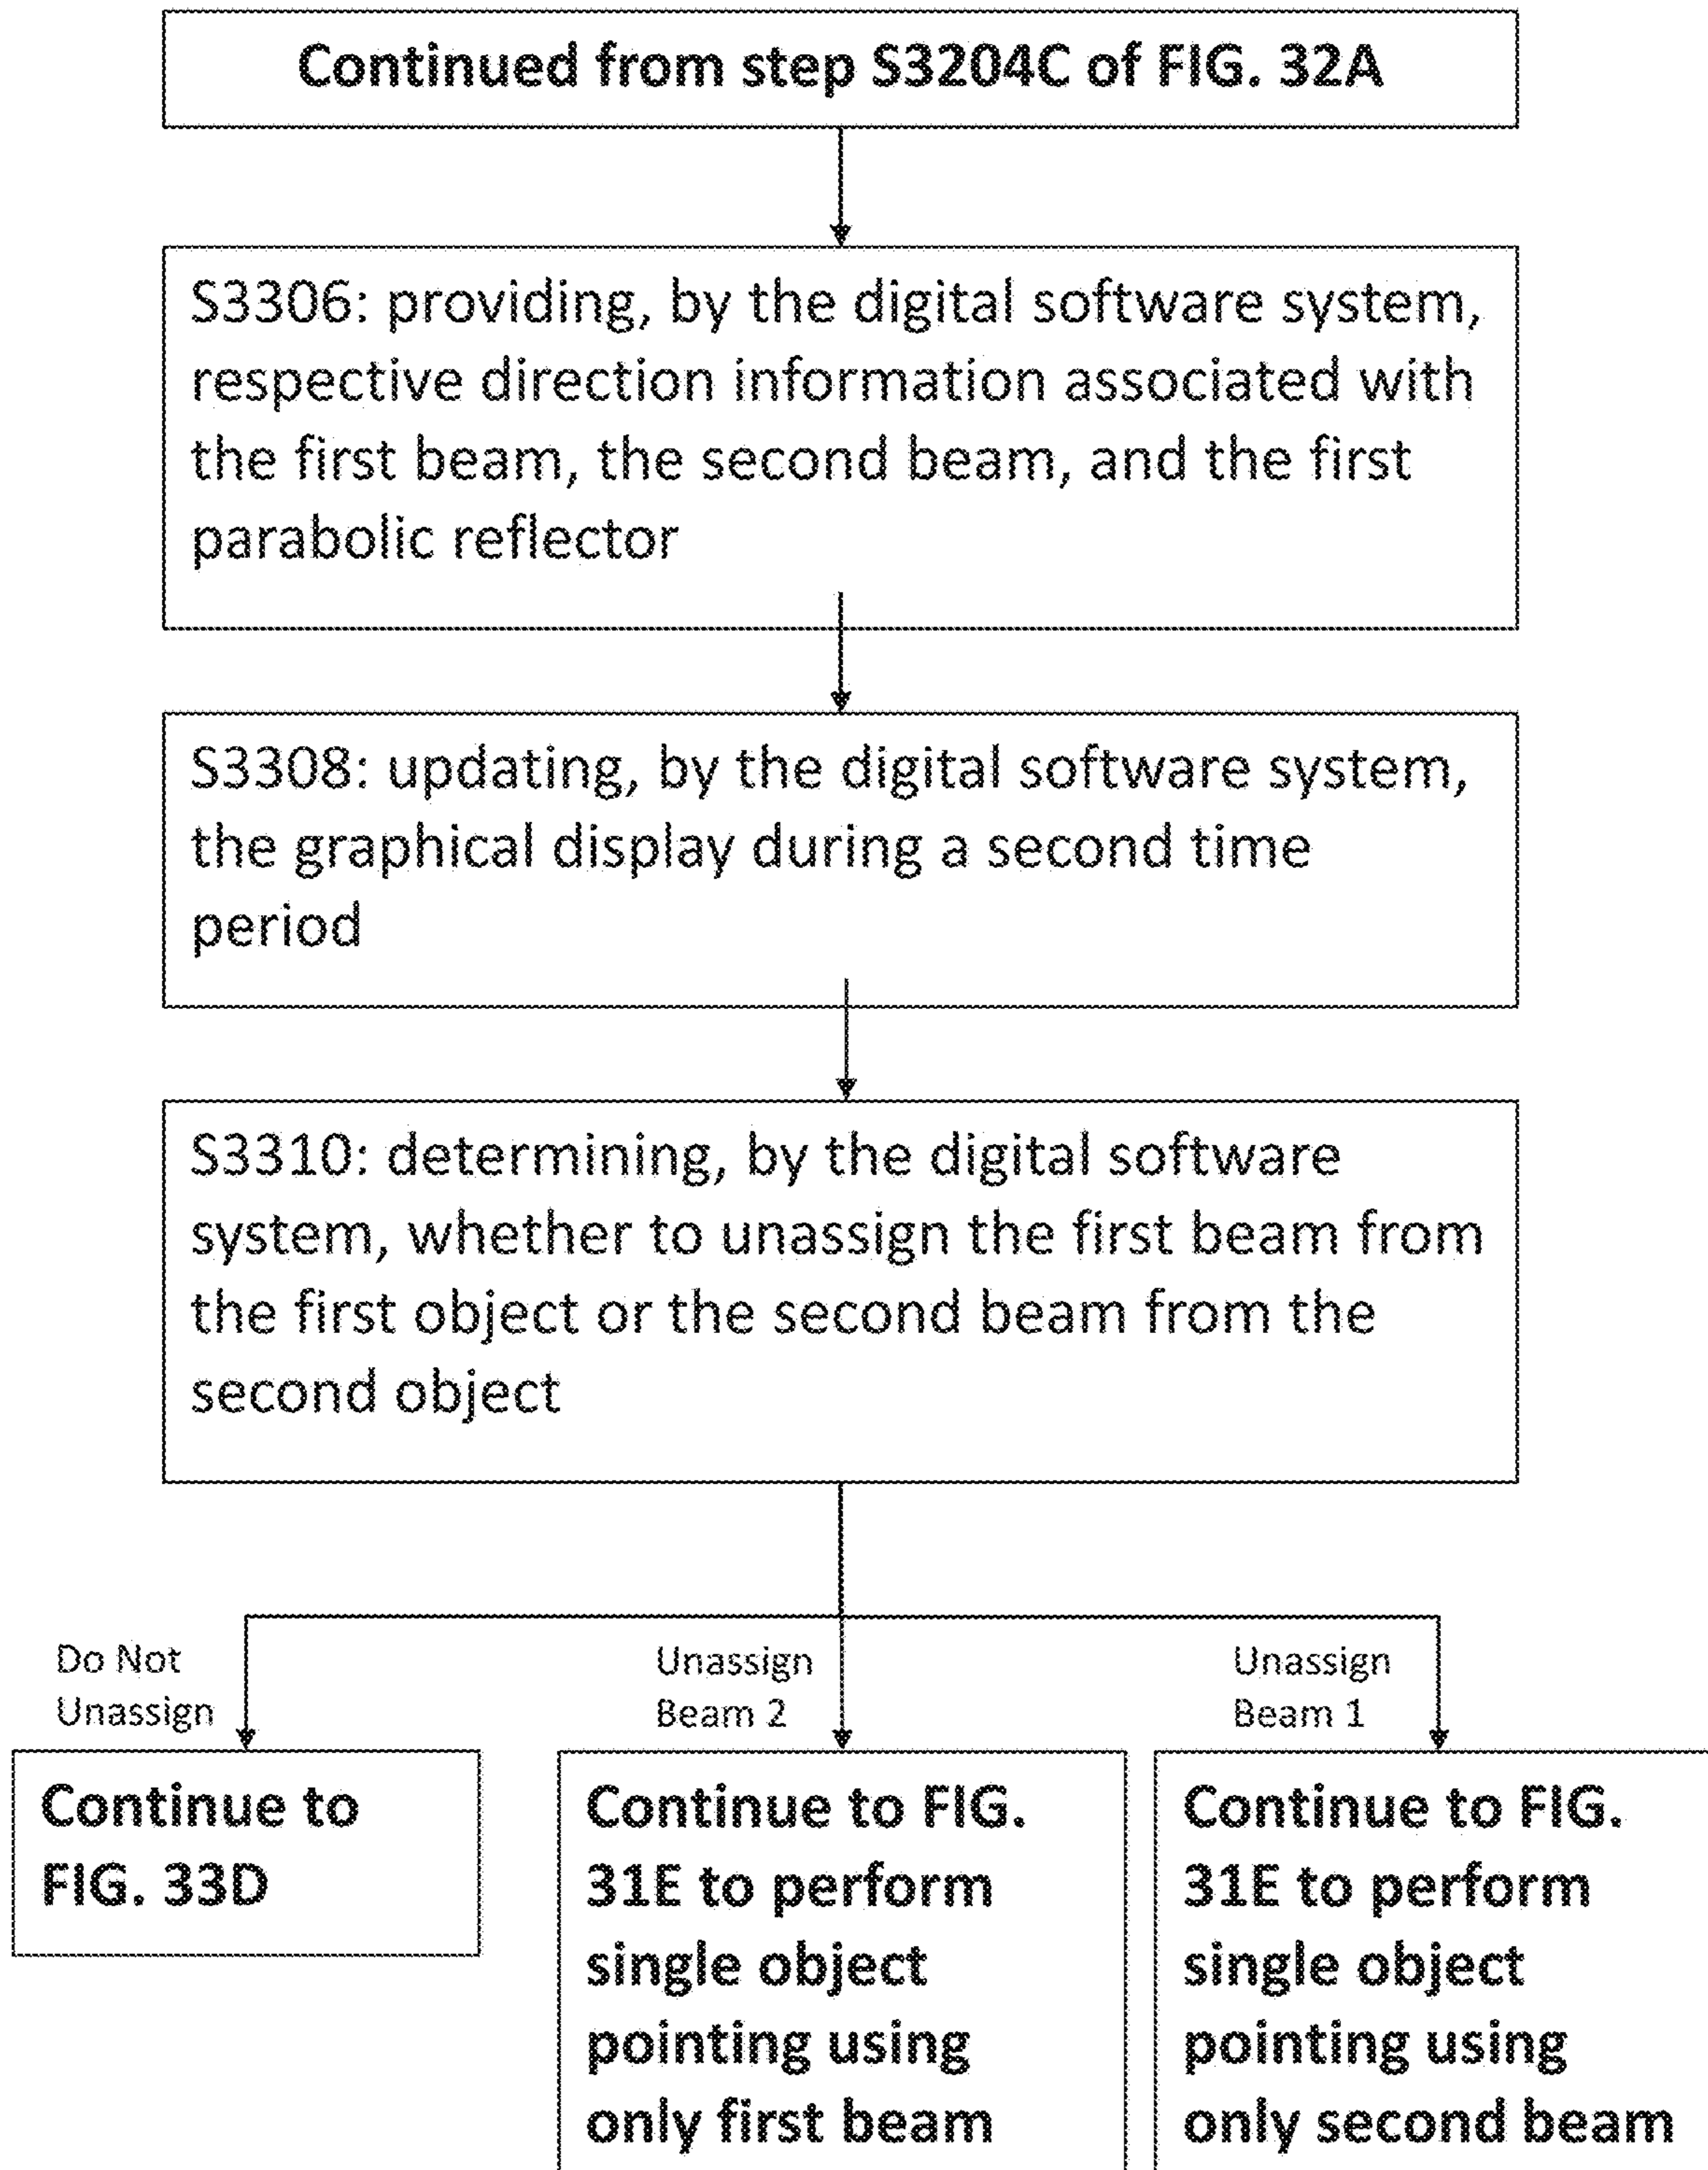 Continued from step S3204C of FIG. 32A
S3306: providing, by the digital software system,
respective direction information associated with
the first beam, the second beam, and the first
parabolic reflector
S3308: updating, by the digital software system,
the graphical display during a second time
period
S3310: determining, by the digital software
system, whether to unassign the first beam from
the first object or the second beam from the
second object
Do Not
Unassign
Unassign
Beam 2
Unassign
Beam 1
Continue to
FIG. 33D
Continue to FIG.
31E to perform
single object
pointing using
only first beam
Continue to FIG.
31E to perform
single object
pointing using
only second beam